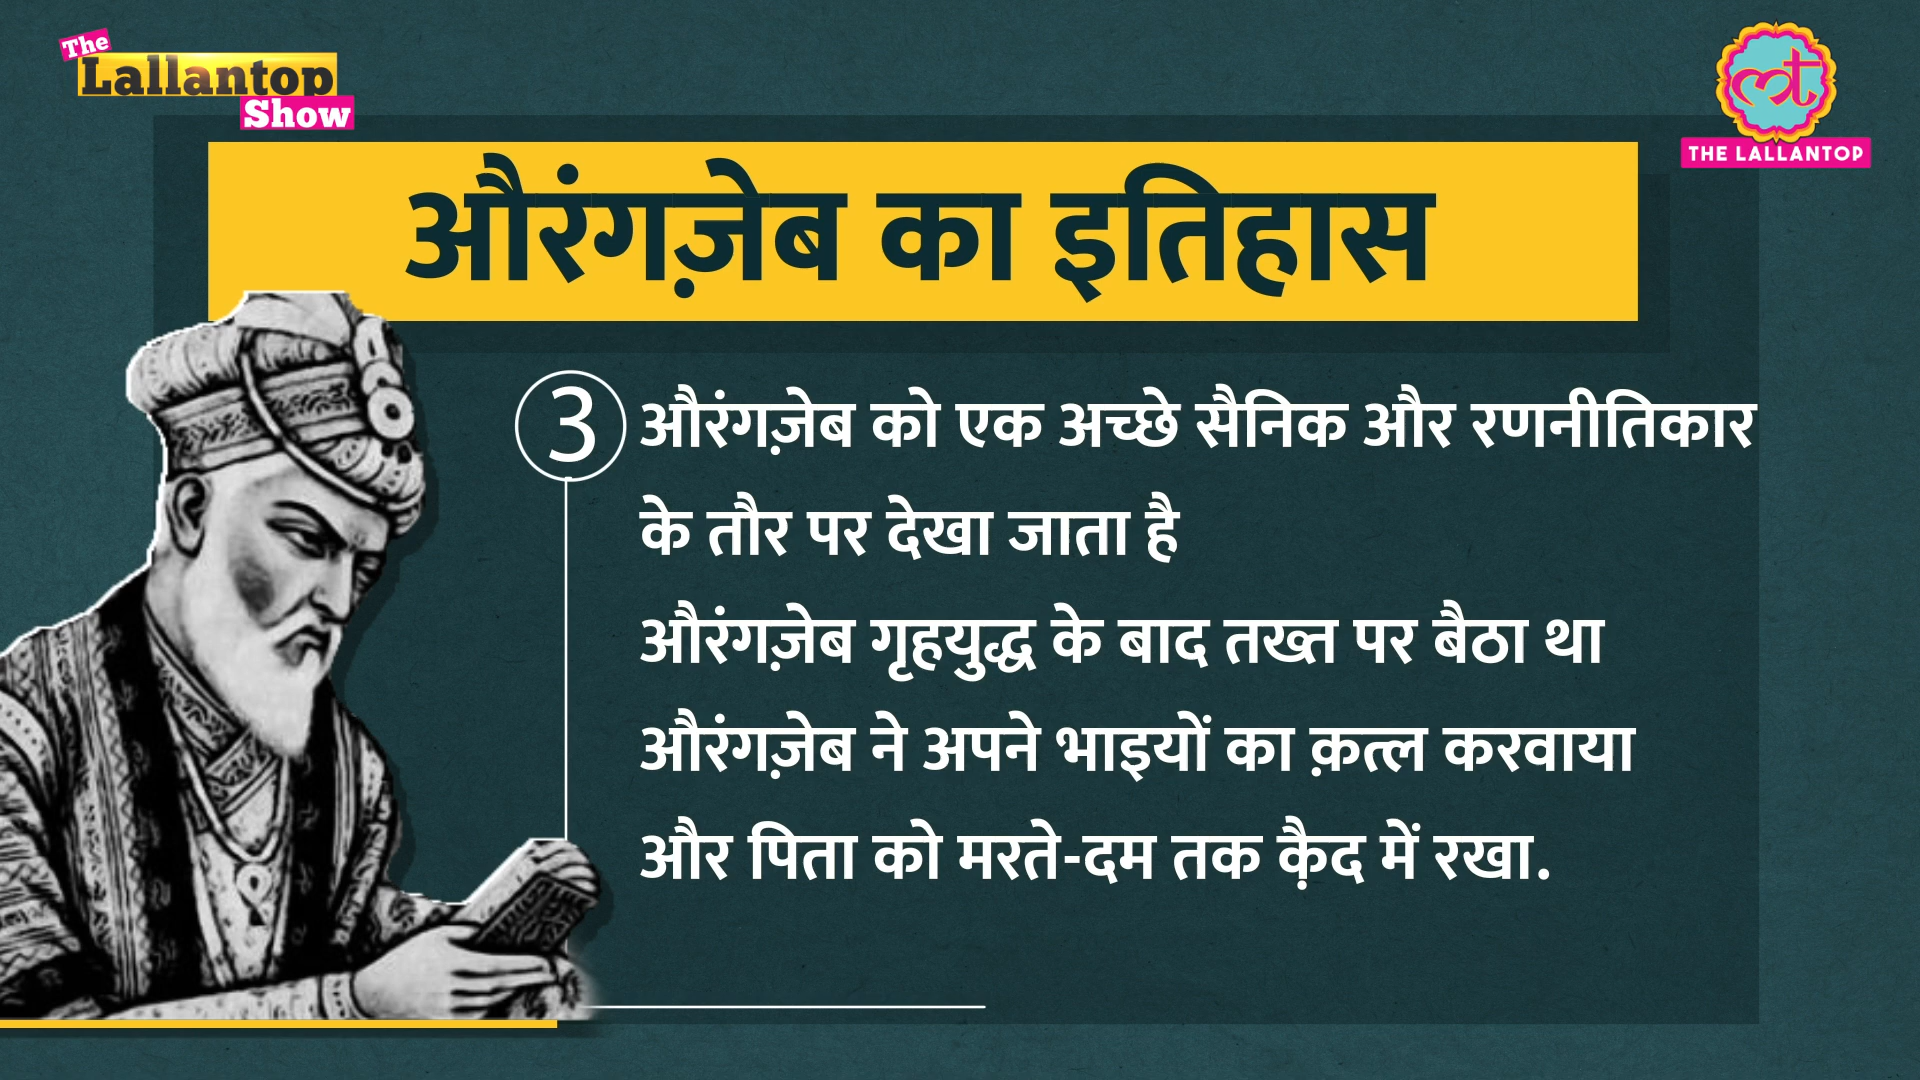 The
Lallantop
Show
THE LALLANTOP
औरंगज़ेब का इतिहास
3 औरंगज़ेब को एक अच्छे सैनिक और रणनीतिकार
के तौर पर देखा जाता है
औरंगज़ेब गृहयुद्ध के बाद तख्त पर बैठा था
औरंगज़ेब ने अपने भाइयों का क़त्ल करवाया
और पिता को मरते-दम तक क़ैद में रखा.